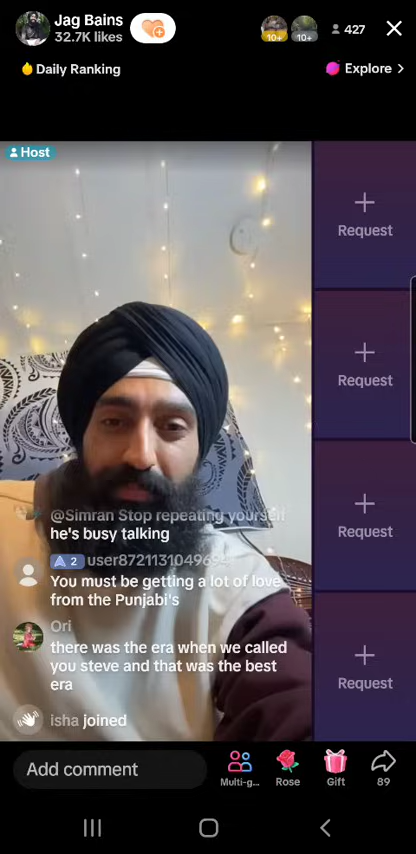 Jag Bains
32.7K likes
10+
10+
427
Daily Ranking
Explore >
Host
Request
Request
Request
Request
@Simran Stop repeating yourself
he's busy talking
2
You must be getting a lot of love
from the Punjabi's
Ori
there was the era when we called
you steve and that was the best
era
isha joined
Add comment
Multi-g...
Rose
Gift
89